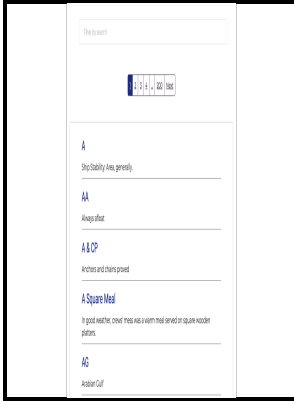 Filter by search
1 2 3 4 ... 200 Next
A
Ship Stability: Area, generally.
AA
Always afloat
A & CP
Anchors and chains proved
A Square Meal
In good weather, crews' mess was a warm meal served on square wooden
platters.
AG
Arabian Gulf